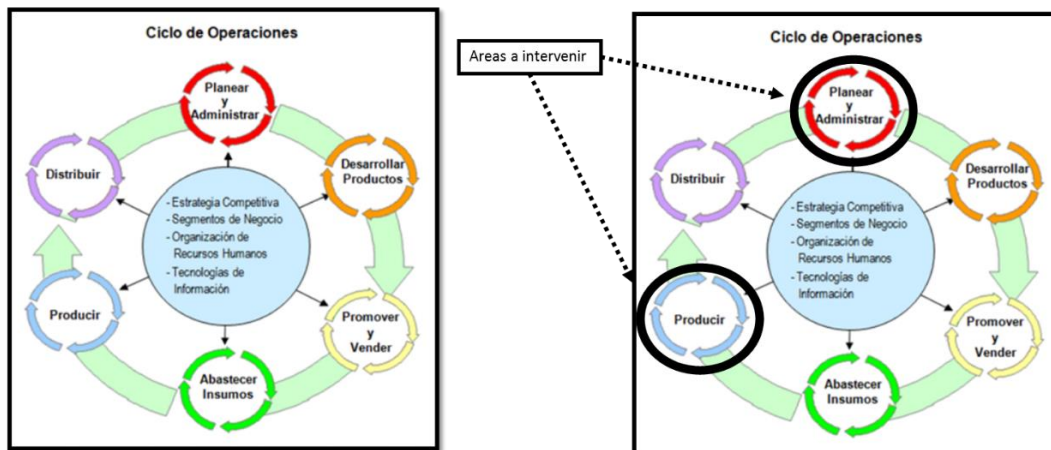 Ciclo de Operaciones
Planear
y
Administrar
Desarrollar
Productos
Promover
y
Vender
Abastecer
Insumos
Producir
Distribuir
- Estrategia Competitiva
- Segmentos de Negocio
- Organización de
Recursos Humanos
- Tecnologías de
Información
Areas a intervenir
Ciclo de Operaciones
Planear
y
Administrar
Desarrollar
Productos
Promover
y
Vender
Abastecer
Insumos
Producir
Distribuir
- Estrategia Competitiva
- Segmentos de Negocio
- Organización de
Recursos Humanos
- Tecnologías de
Información